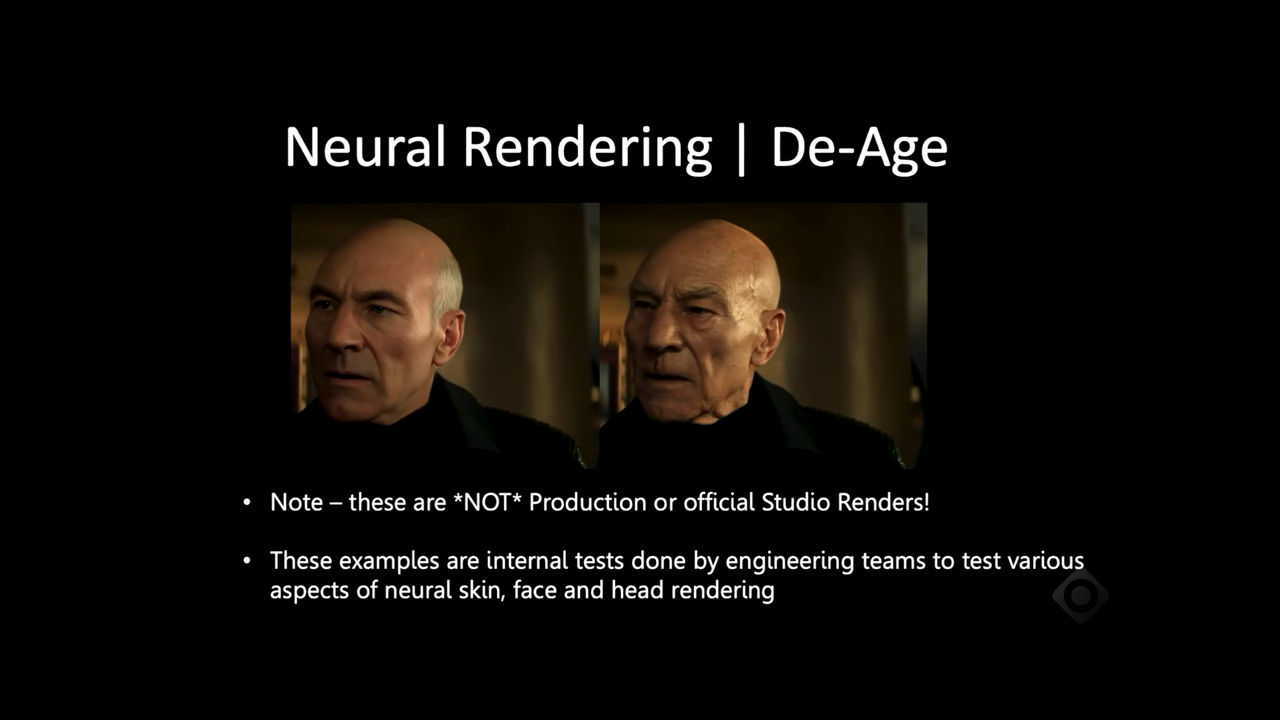 Neural Rendering | De-Age
• Note – these are *NOT* Production or official Studio Renders!
• These examples are internal tests done by engineering teams to test various
aspects of neural skin, face and head rendering